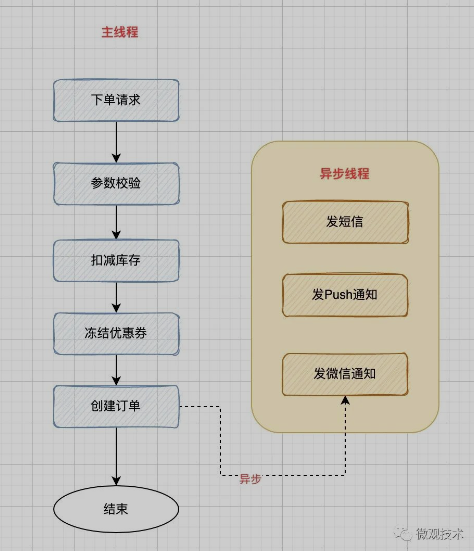 主线程
下单请求
参数校验
扣减库存
冻结优惠券
创建订单
结束
异步线程
发短信
发Push通知
发微信通知
异步
微观技术